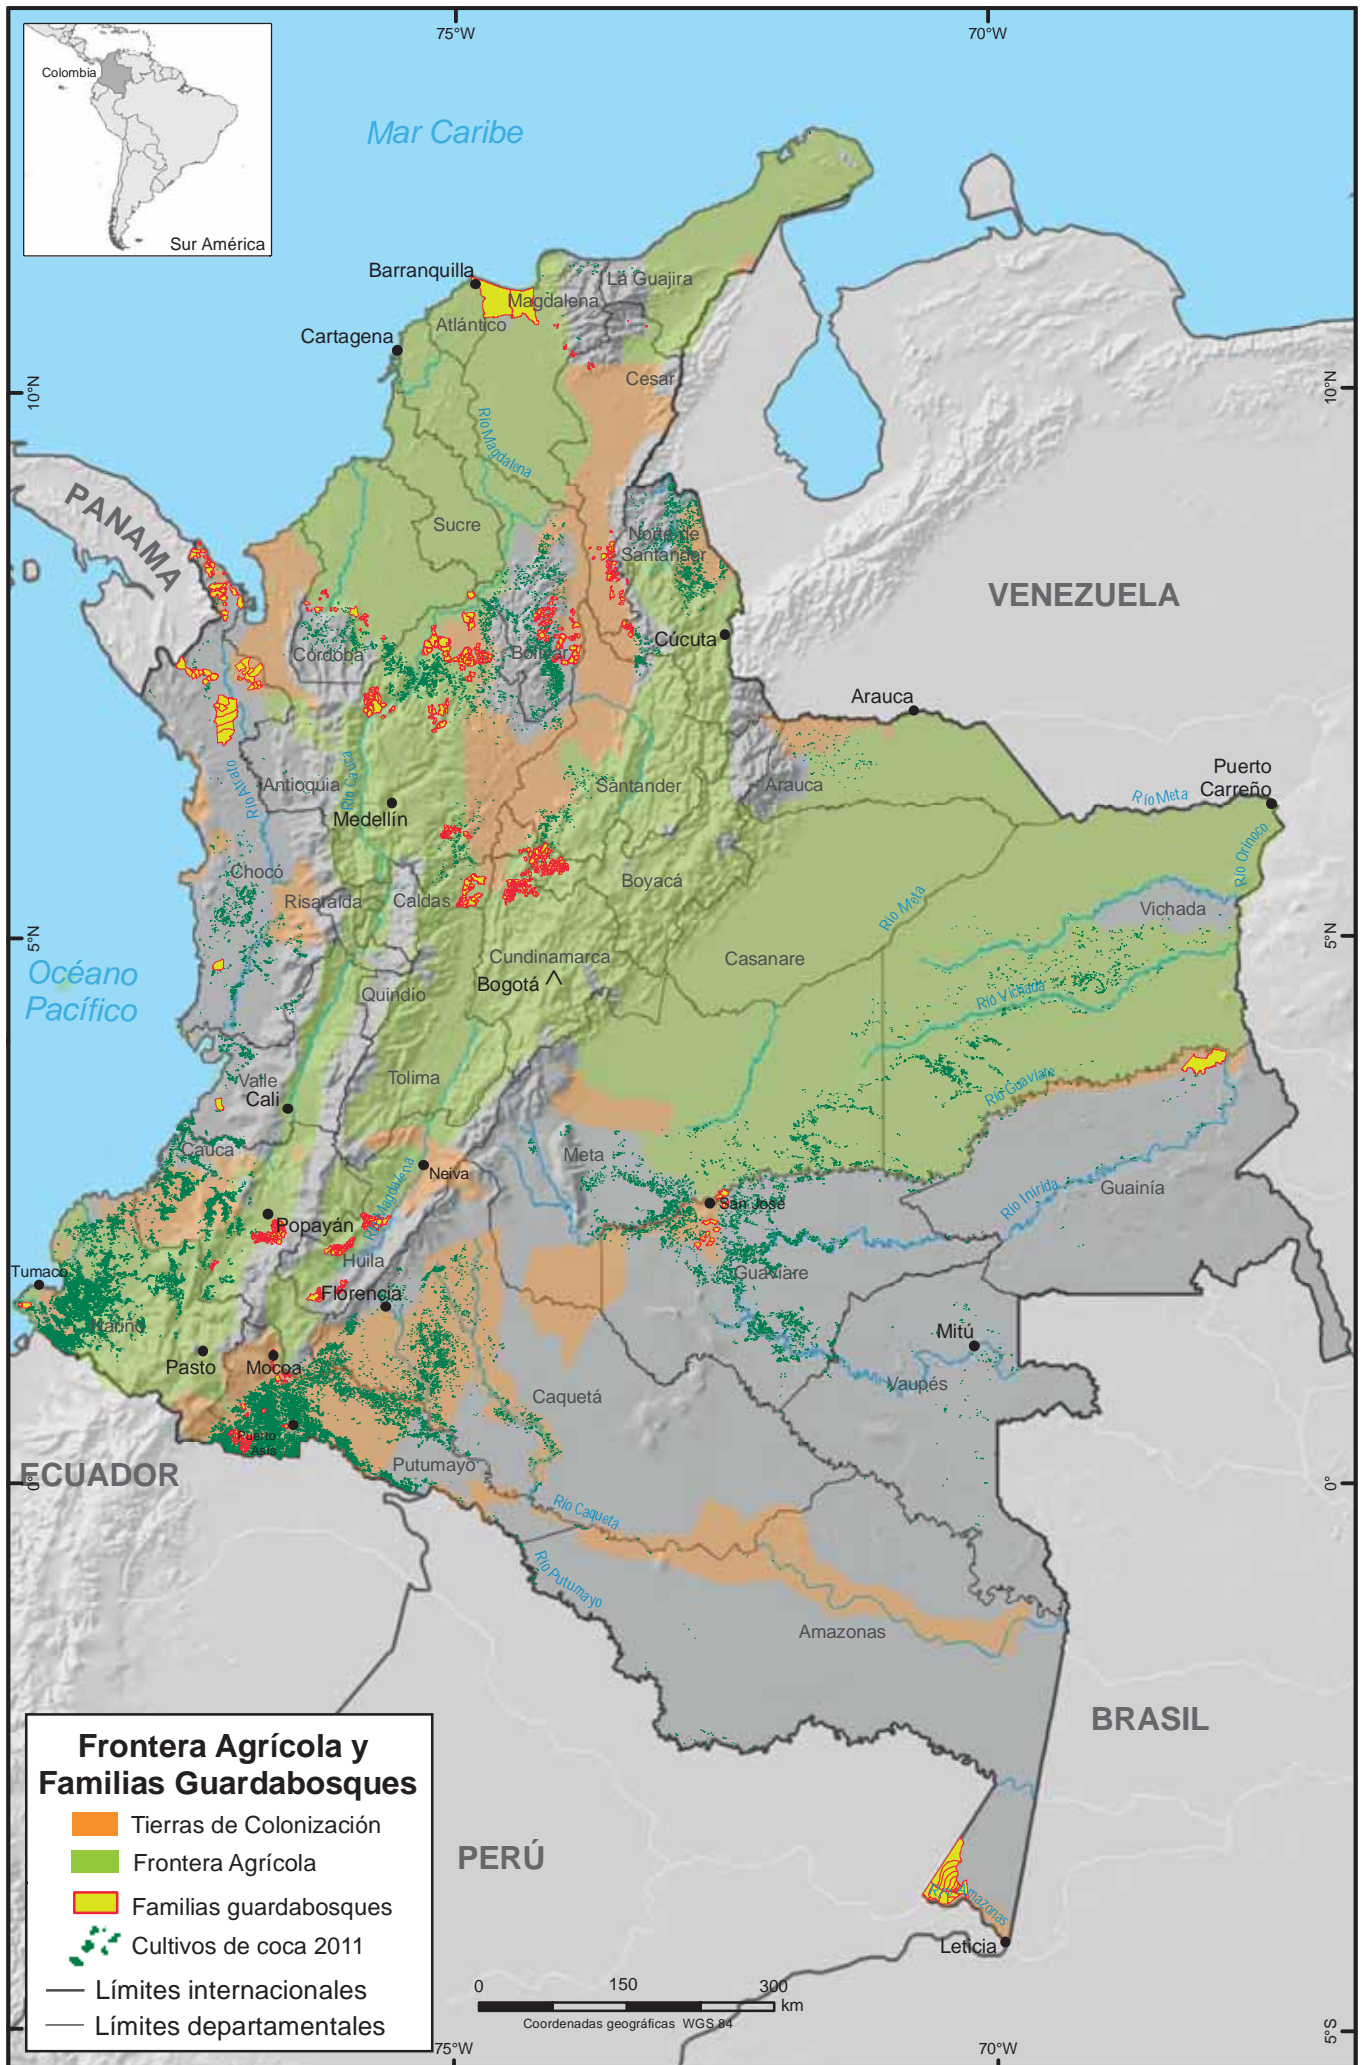 75°W
70°W
Colombia
Sur América
Mar Caribe
Barranquilla
La Guajira
Magdalena
Atlántico
Cartagena
Cesar
10°N
10°N
Río Magdalena
PANAMA
Sucre
Norte de
Santander
VENEZUELA
Cúcuta
Córdoba
Bolívar
Arauca
Puerto
Carreño
Río Meta
Antioquia
Río Cauca
Santander
Arauca
Río Atrato
Medellín
Río Orinoco
Chocó
Risaralda
Caldas
Boyacá
Río Meta
Vichada
5°N
5°N
Océano
Pacífico
Cundinamarca
Bogotá
Casanare
Quindío
Río Vichada
Tolima
Valle
Cali
Río Guaviare
Cauca
Meta
Neiva
Río Magdalena
Guainía
Río Inírida
San José
Popayán
Huila
Guaviare
Tumaco
Florencia
Nariño
Mitú
Pasto
Mocoa
Vaupés
Caquetá
Puerto
Asís
Putumayo
ECUADOR
0°
0°
Río Caquetá
Río Putumayo
Amazonas
BRASIL
PERÚ
Río Amazonas
Leticia
Frontera Agrícola y
Familias Guardabosques
Tierras de Colonización
Frontera Agrícola
Familias guardabosques
Cultivos de coca 2011
Límites internacionales
Límites departamentales
0 150 300
km
Coordenadas geográficas WGS 84
5°S
75°W
70°W